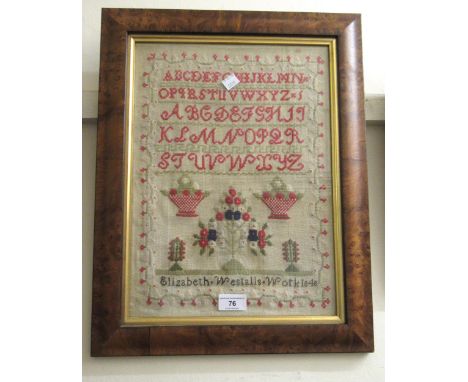 ABCDEFGHIJKLMN
OPQRSTUVWXYZ
ABCDEFGHIJ
KLMNOPQR
STUVWXYZ
Elizabeth Westalls Work
76